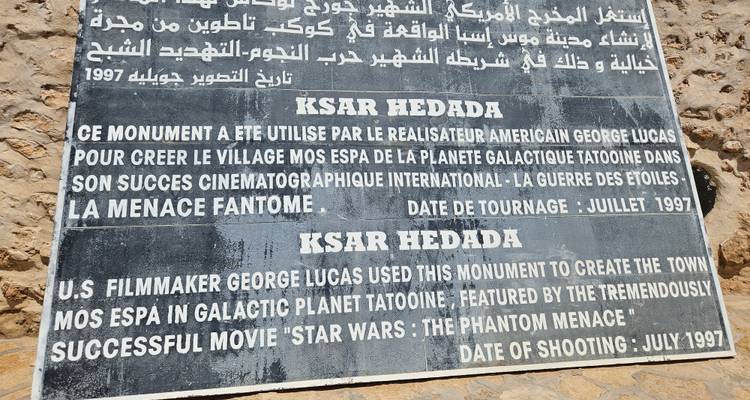 إستغل المخرج الأمريكي الشهير جورج لوكاس هذا
لإنشاء مدينة موس إسبا الواقعة في كوكب تاطوين من مجرة
خيالية و ذلك في شريطه الشهير حرب النجوم-التهديد الشبح
تاريخ التصوير جويليه 1997
KSAR HEDADA
CE MONUMENT A ETE UTILISE PAR LE REALISATEUR AMERICAIN GEORGE LUCAS
POUR CREER LE VILLAGE MOS ESPA DE LA PLANETE GALACTIQUE TATOOINE DANS
SON SUCCES CINEMATOGRAPHIQUE INTERNATIONAL - LA GUERRE DES ETOILES -
LA MENACE FANTOME . DATE DE TOURNAGE : JUILLET 1997
KSAR HEDADA
U.S FILMMAKER GEORGE LUCAS USED THIS MONUMENT TO CREATE THE TOWN
MOS ESPA IN GALACTIC PLANET TATOOINE , FEATURED BY THE TREMENDOUSLY
SUCCESSFUL MOVIE "STAR WARS : THE PHANTOM MENACE "
DATE OF SHOOTING : JULY 1997